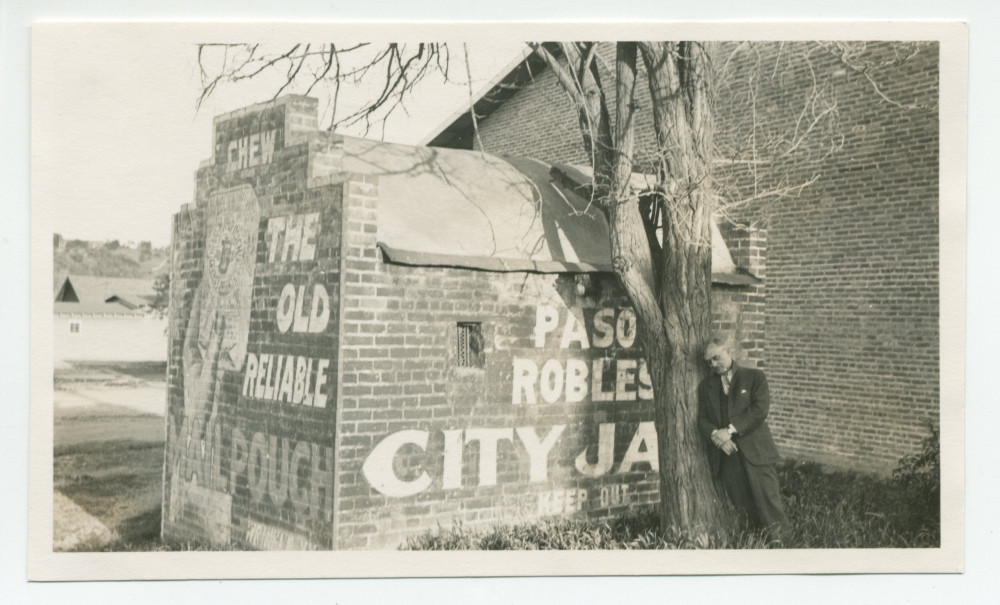 CHEW
THE
OLD
RELIABLE
MAIL POUCH
PASO
ROBLES
CITY JA
KEEP OUT